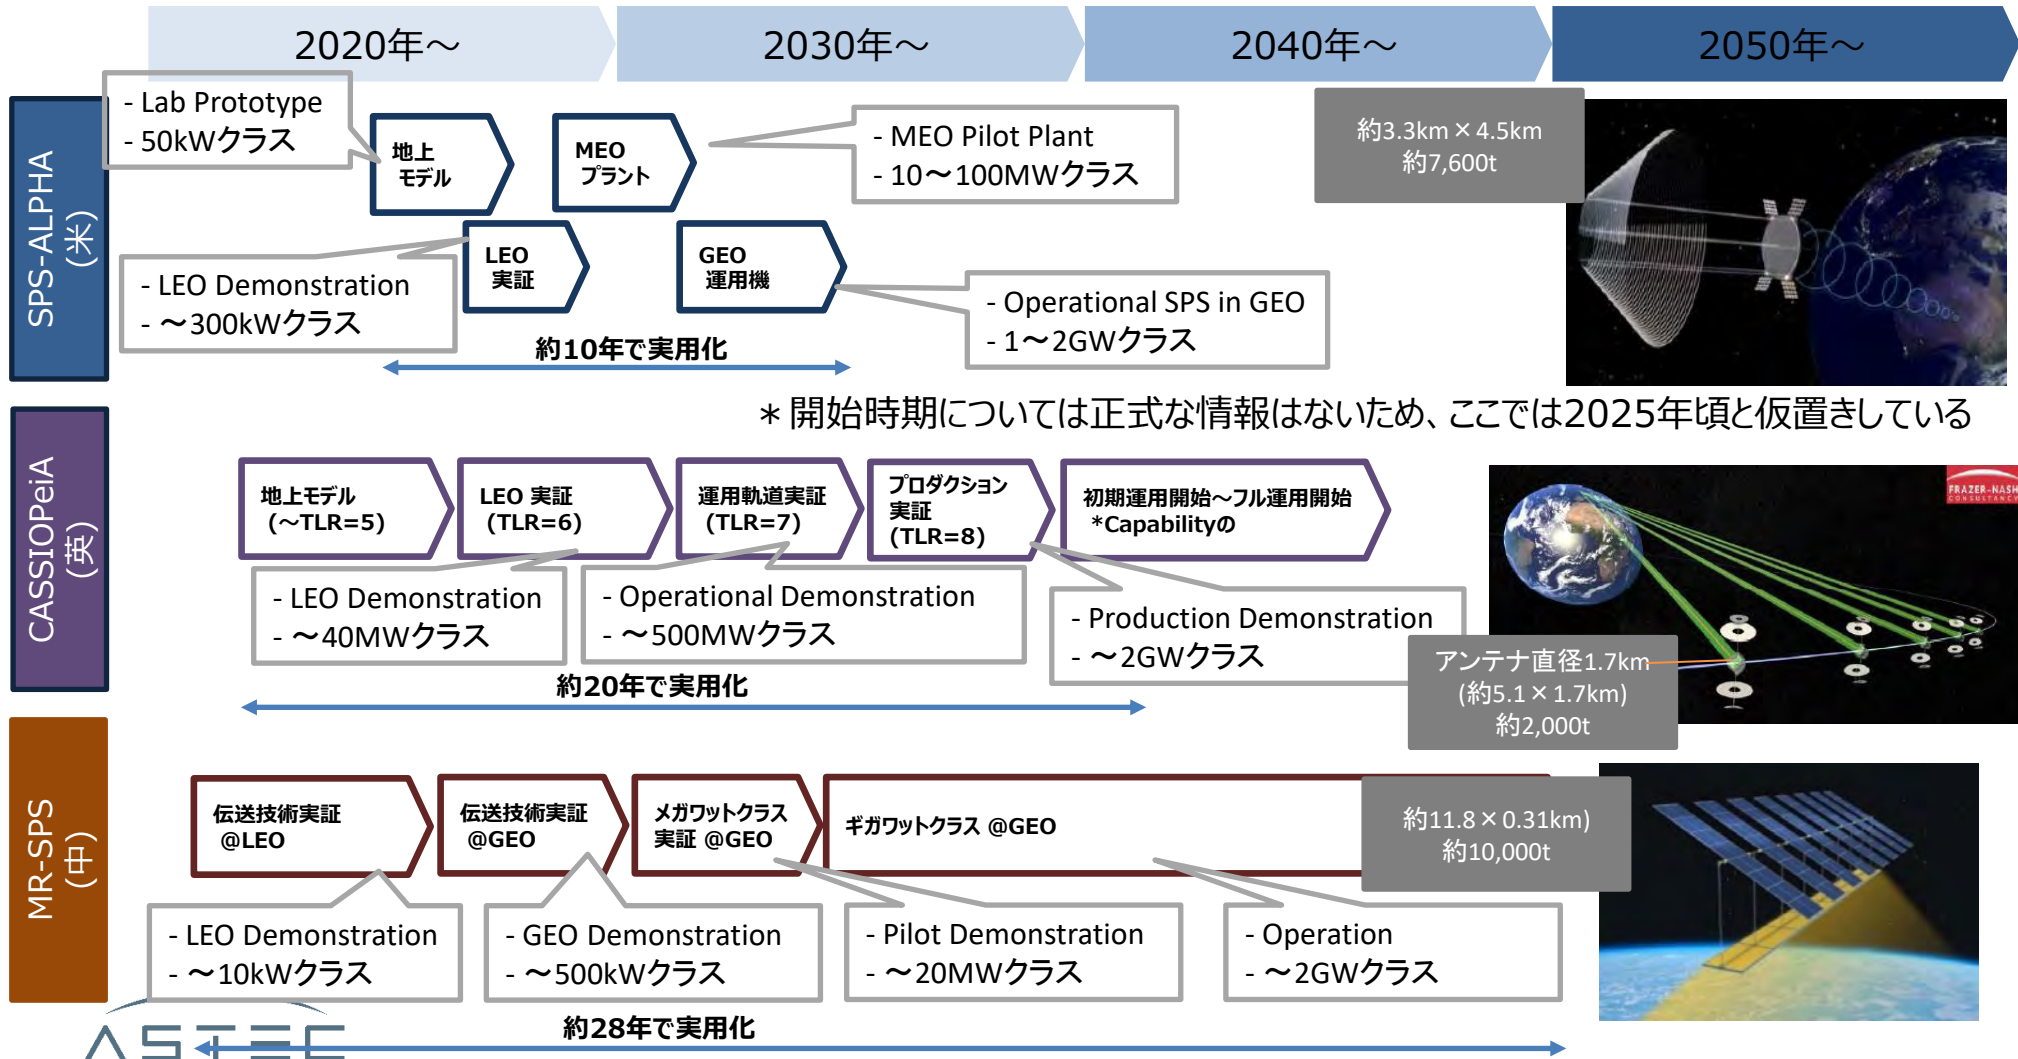 2020年～
2030年～
2040年～
2050年～
SPS-ALPHA
(米)
- Lab Prototype
- 50kWクラス
地上
モデル
MEO
プラント
- MEO Pilot Plant
- 10～100MWクラス
約3.3km×4.5km
約7,600t
- LEO Demonstration
- ～300kWクラス
LEO
実証
GEO
運用機
- Operational SPS in GEO
- 1～2GWクラス
約10年で実用化
＊開始時期については正式な情報はないため、ここでは2025年頃と仮置きしている
CASSIOPeiA
(英)
地上モデル
(～TLR=5)
LEO 実証
(TLR=6)
運用軌道実証
(TLR=7)
プロダクション
実証
(TLR=8)
初期運用開始～フル運用開始
*Capabilityの
FRAZER-NASH
CONSULTANCY
- LEO Demonstration
- ～40MWクラス
- Operational Demonstration
- ～500MWクラス
- Production Demonstration
- ～2GWクラス
アンテナ直径1.7km
(約5.1×1.7km)
約2,000t
約20年で実用化
MR-SPS
(中)
伝送技術実証
@LEO
伝送技術実証
@GEO
メガワットクラス
実証 @GEO
ギガワットクラス @GEO
約11.8×0.31km)
約10,000t
- LEO Demonstration
- ～10kWクラス
- GEO Demonstration
- ～500kWクラス
- Pilot Demonstration
- ～20MWクラス
- Operation
- ～2GWクラス
約28年で実用化
ASTEC